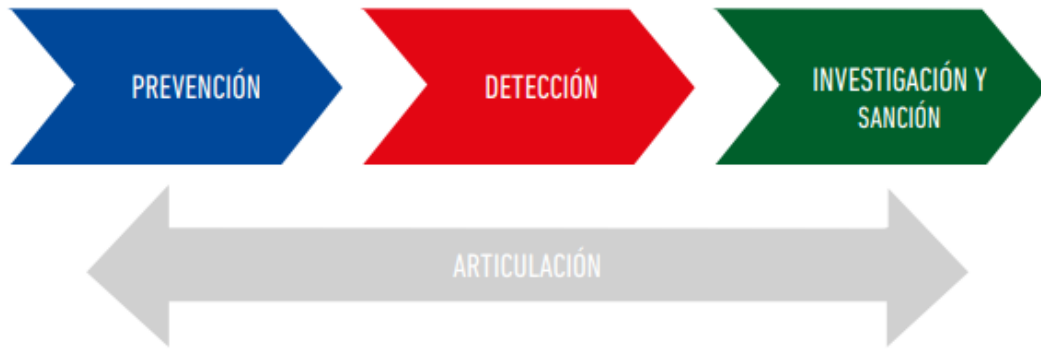 PREVENCIÓN
DETECCIÓN
INVESTIGACIÓN Y
SANCIÓN
ARTICULACIÓN